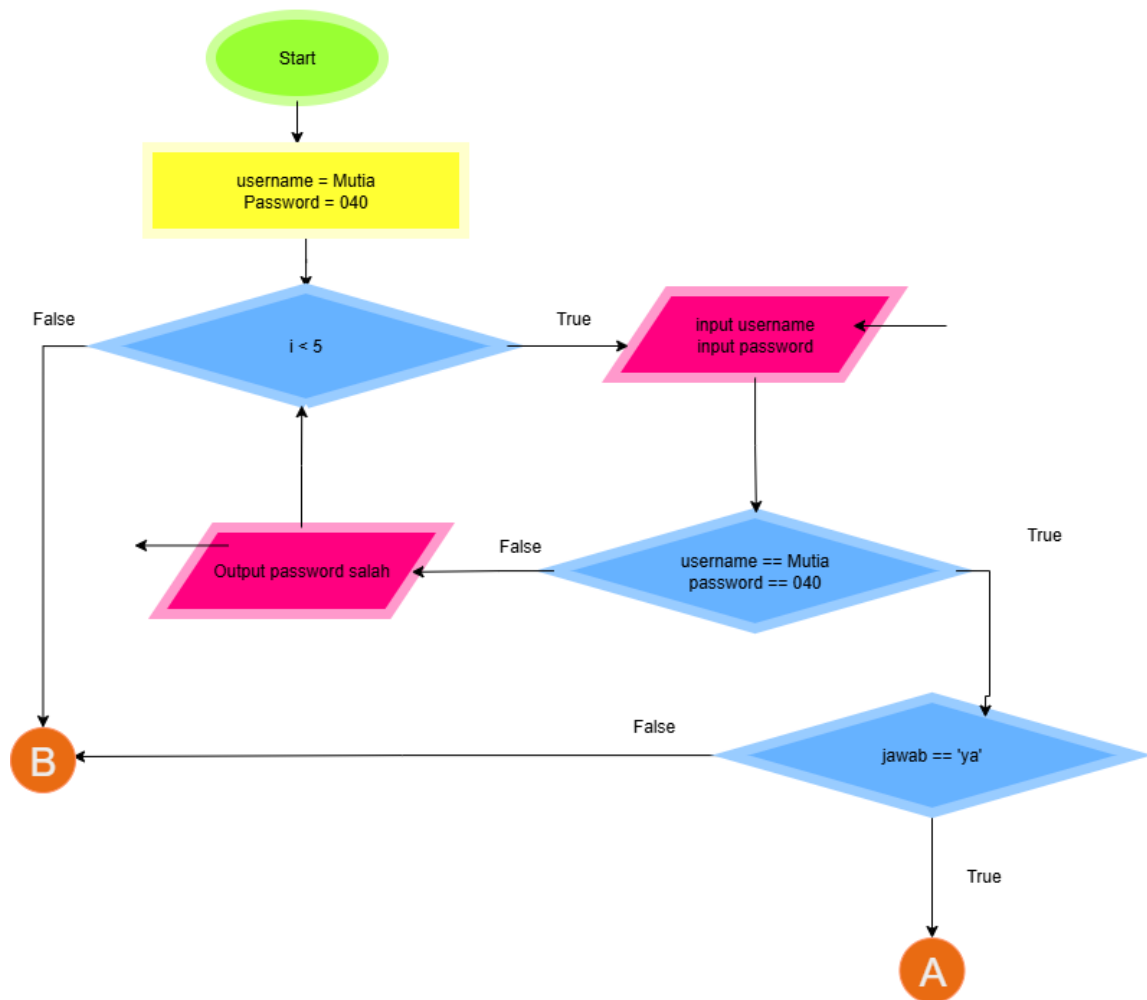 Start
username = Mutia
Password = 040
False
True
i < 5
input username
input password
Output password salah
False
username == Mutia
password == 040
True
False
jawab == 'ya'
B
True
A